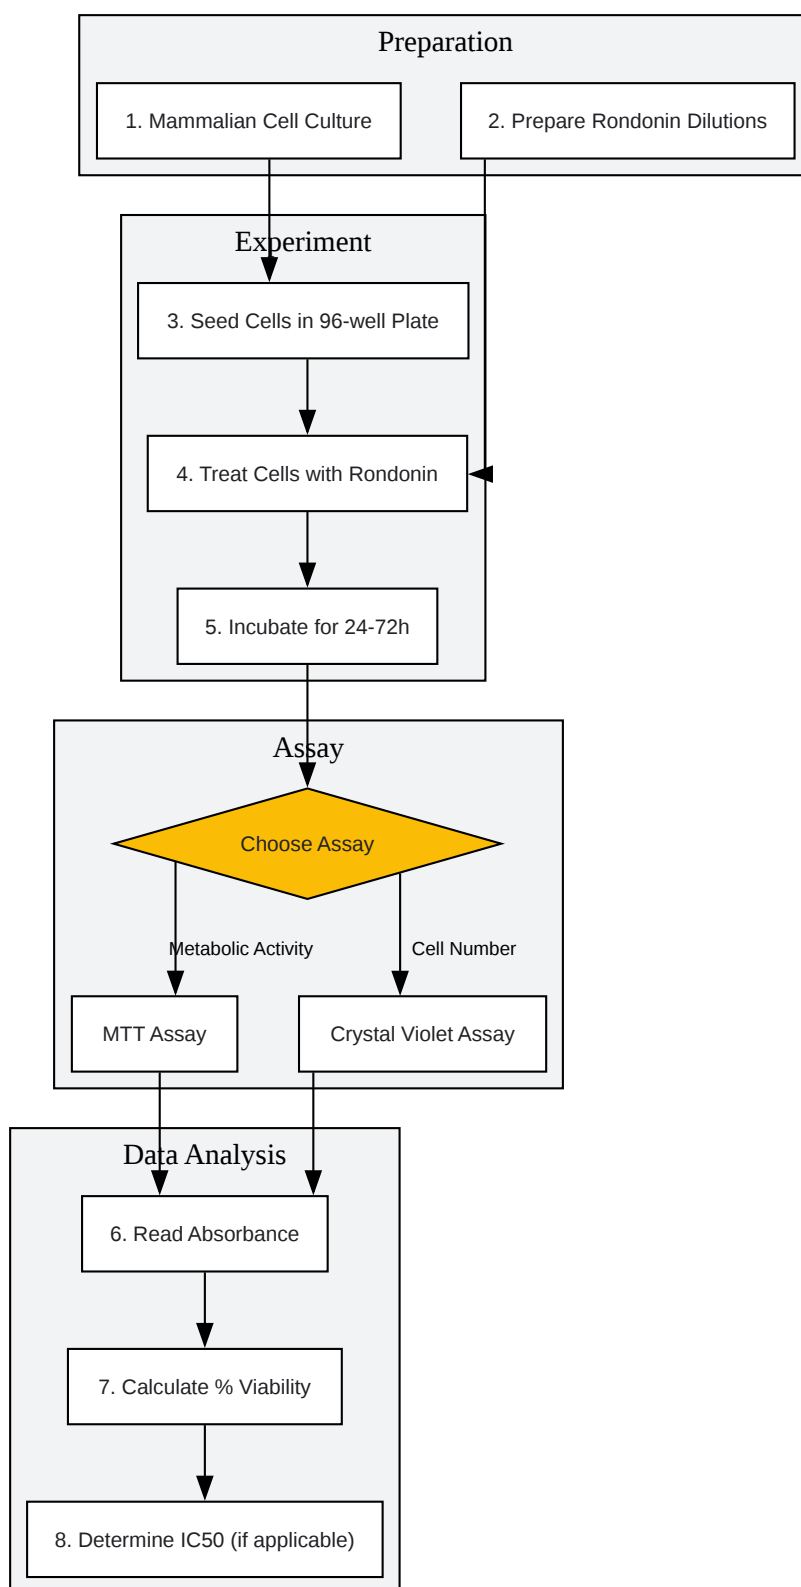 Preparation
1. Mammalian Cell Culture
2. Prepare Rondonin Dilutions
Experiment
3. Seed Cells in 96-well Plate
4. Treat Cells with Rondonin
5. Incubate for 24-72h
Assay
Choose Assay
Metabolic Activity
Cell Number
MTT Assay
Crystal Violet Assay
Data Analysis
6. Read Absorbance
7. Calculate % Viability
8. Determine IC50 (if applicable)